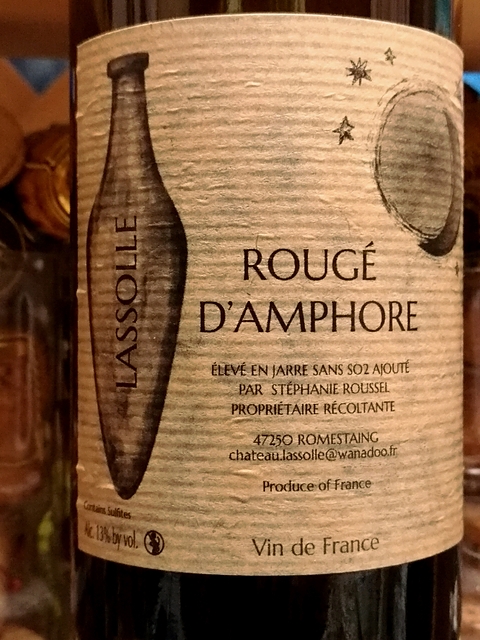 LASSOLLE
ROUGÉ
D'AMPHORE
ÉLEVÉ EN JARRE SANS SO2 AJOUTÉ
PAR STÉPHANIE ROUSSEL
PROPRIÉTAIRE RÉCOLTANTE
47250 ROMESTAING
chateau.lassolle@wanadoo.fr
Produce of France
Contains Sulfites
Alc. 13% by vol.
Vin de France